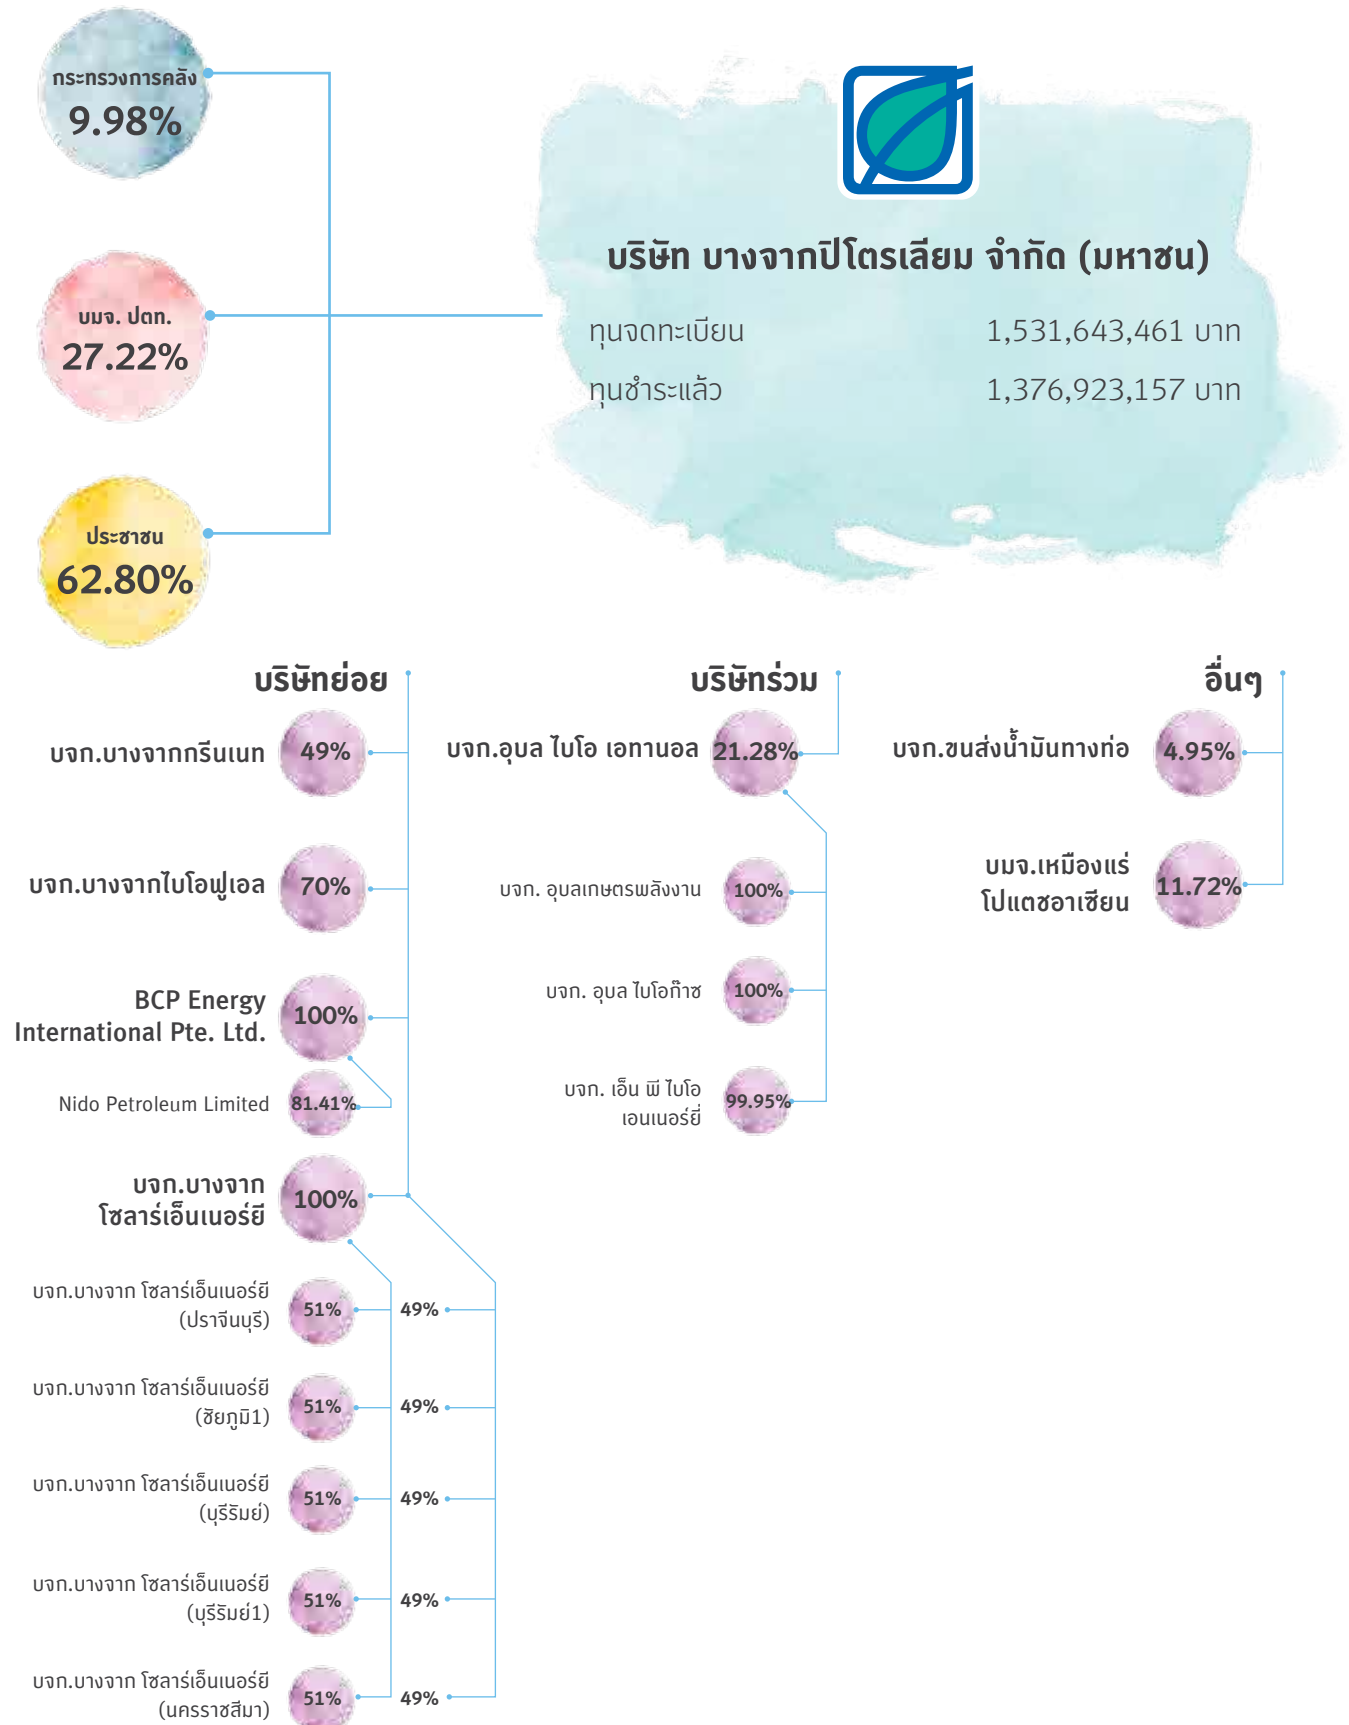 กระทรวงการคลัง
9.98%
บมจ. ปตท.
27.22%
ประชาชน
62.80%
บริษัท บางจากปิโตรเลียม จำกัด (มหาชน)
ทุนจดทะเบียน 1,531,643,461 บาท
ทุนชำระแล้ว 1,376,923,157 บาท
บริษัทย่อย
บจก.บางจากกรีนเนท 49%
บจก.บางจากไบโอฟูเอล 70%
BCP Energy
International Pte. Ltd. 100%
Nido Petroleum Limited 81.41%
บจก.บางจาก
โซลาร์เอ็นเนอร์ยี 100%
บจก.บางจาก โซลาร์เอ็นเนอร์ยี
(ปราจีนบุรี) 51% 49%
บจก.บางจาก โซลาร์เอ็นเนอร์ยี
(ชัยภูมิ1) 51% 49%
บจก.บางจาก โซลาร์เอ็นเนอร์ยี
(บุรีรัมย์) 51% 49%
บจก.บางจาก โซลาร์เอ็นเนอร์ยี
(บุรีรัมย์1) 51% 49%
บจก.บางจาก โซลาร์เอ็นเนอร์ยี
(นครราชสีมา) 51% 49%
บริษัทร่วม
บจก.อุบล ไบโอ เอทานอล 21.28%
บจก. อุบลเกษตรพลังงาน 100%
บจก. อุบล ไบโอก๊าซ 100%
บจก. เอ็น พี ไบโอ
เอนเนอร์ยี่ 99.95%
อื่นๆ
บจก.ขนส่งน้ำมันทางท่อ 4.95%
บมจ.เหมืองแร่
โปแตชอาเซียน 11.72%